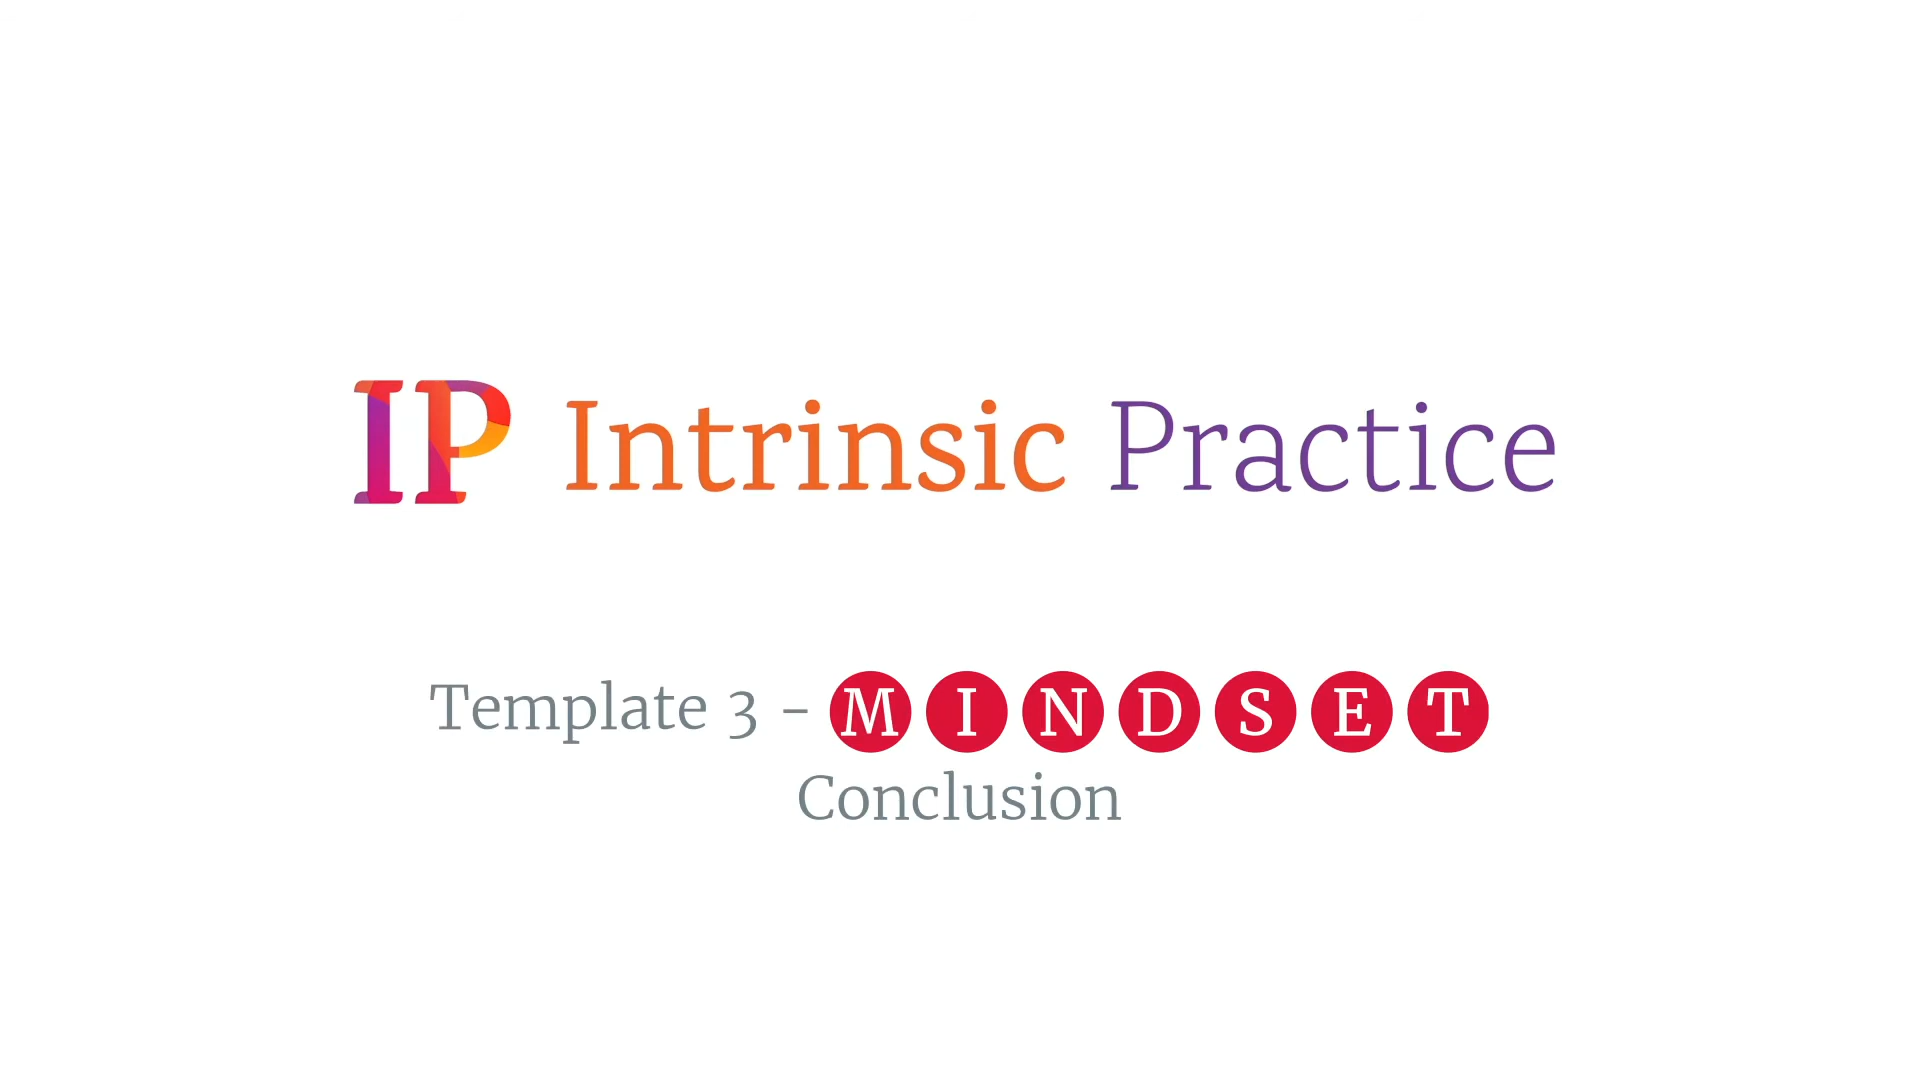 IP Intrinsic Practice
Template 3 - MINDSET
Conclusion